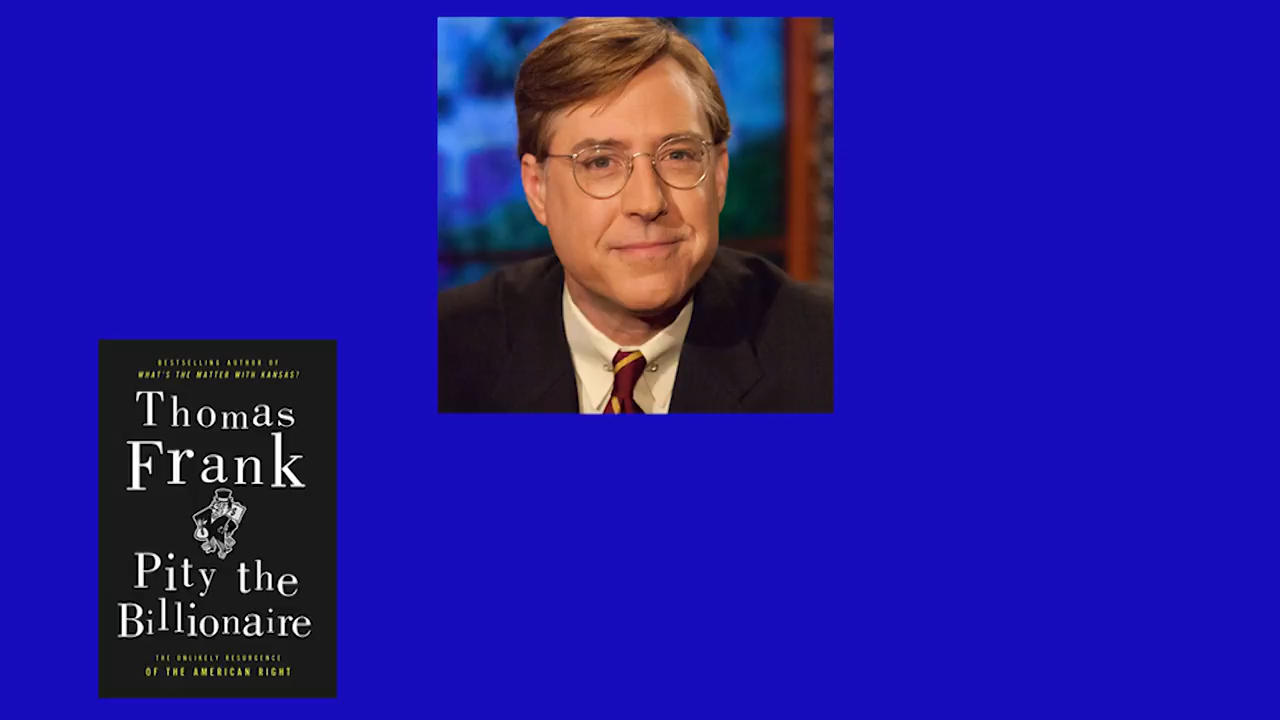 BESTSELLING AUTHOR OF
WHAT'S THE MATTER WITH KANSAS?
Thomas
Frank
Pity the
Billionaire
THE UNLIKELY RESURGENCE
OF THE AMERICAN RIGHT